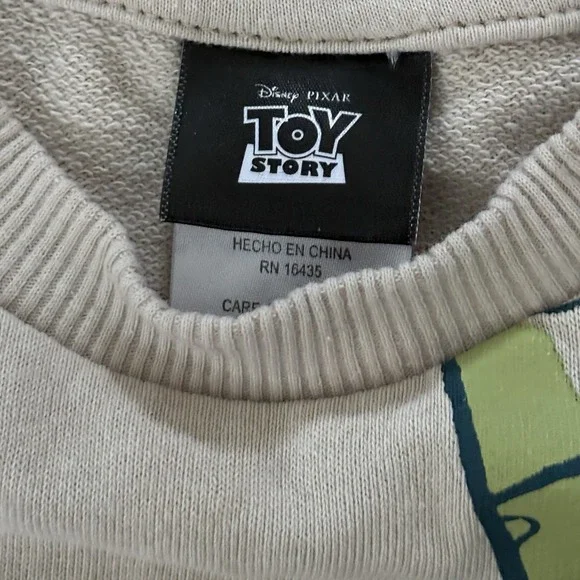 Disney PIXAR
TOY
STORY
HECHO EN CHINA
RN 16435
CARE